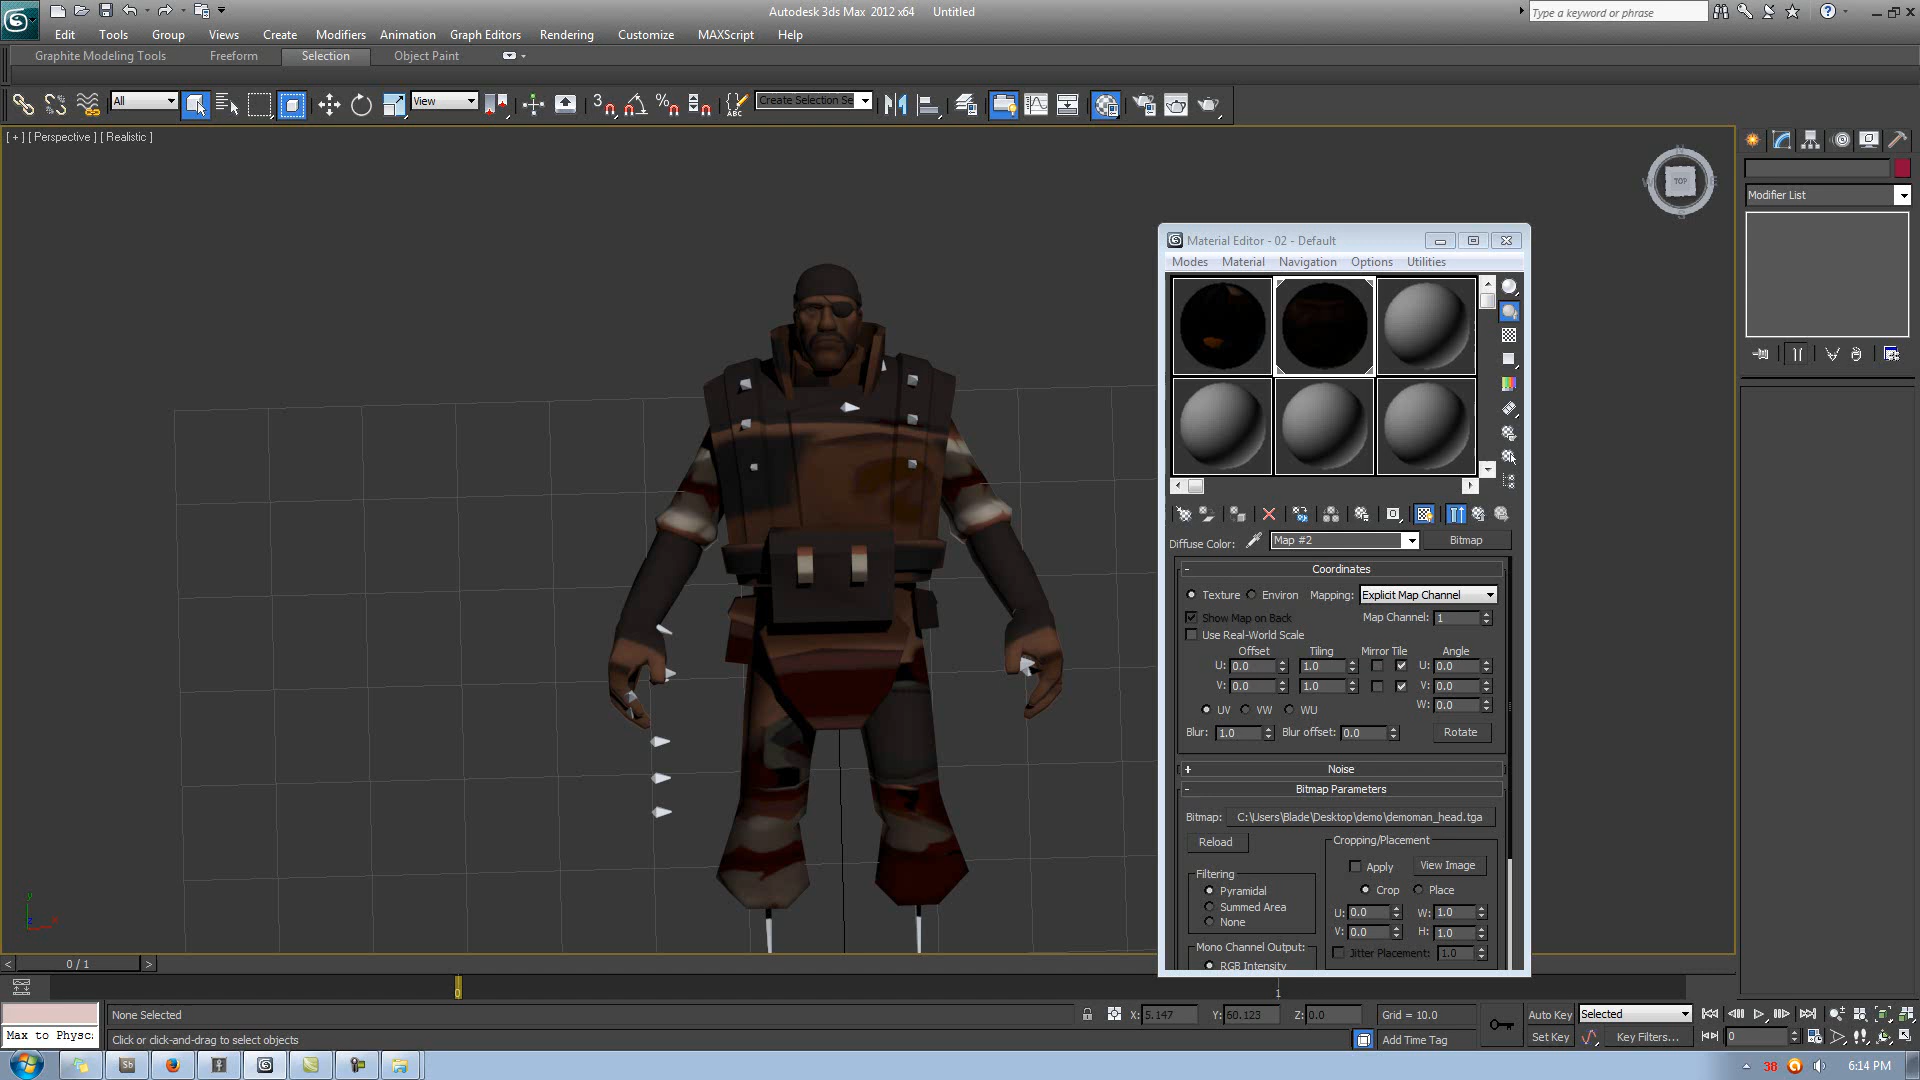 Autodesk 3ds Max 2012 x64 Untitled
Type a keyword or phrase
Edit Tools Group Views Create Modifiers Animation Graph Editors Rendering Customize MAXScript Help
Graphite Modeling Tools Freeform Selection Object Paint
All View 3 ABC Create Selection Se
[ + ] [ Perspective ] [ Realistic ]
N
W TOP E
S
Modifier List
Material Editor - 02 - Default
Modes Material Navigation Options Utilities
Diffuse Color: Map #2 Bitmap
- Coordinates
Texture Environ Mapping: Explicit Map Channel
Show Map on Back Map Channel: 1
Use Real-World Scale
Offset Tiling Mirror Tile Angle
U: 0.0 1.0 U: 0.0
V: 0.0 1.0 V: 0.0
W: 0.0
UV VW WU
Blur: 1.0 Blur offset: 0.0 Rotate
+ Noise
- Bitmap Parameters
Bitmap: C:\Users\Blade\Desktop\demo\demoman_head.tga
Reload
Cropping/Placement
Apply View Image
Crop Place
U: 0.0 W: 1.0
V: 0.0 H: 1.0
Jitter Placement: 1.0
Filtering
Pyramidal
Summed Area
None
Mono Channel Output:
RGB Intensity
y
z x
< 0 / 1 >
0 1
None Selected X: 5.147 Y: 60.123 Z: 0.0 Grid = 10.0 Auto Key Selected
Max to Physc: Click or click-and-drag to select objects Add Time Tag Set Key Key Filters... 0
Sb 38 6:14 PM